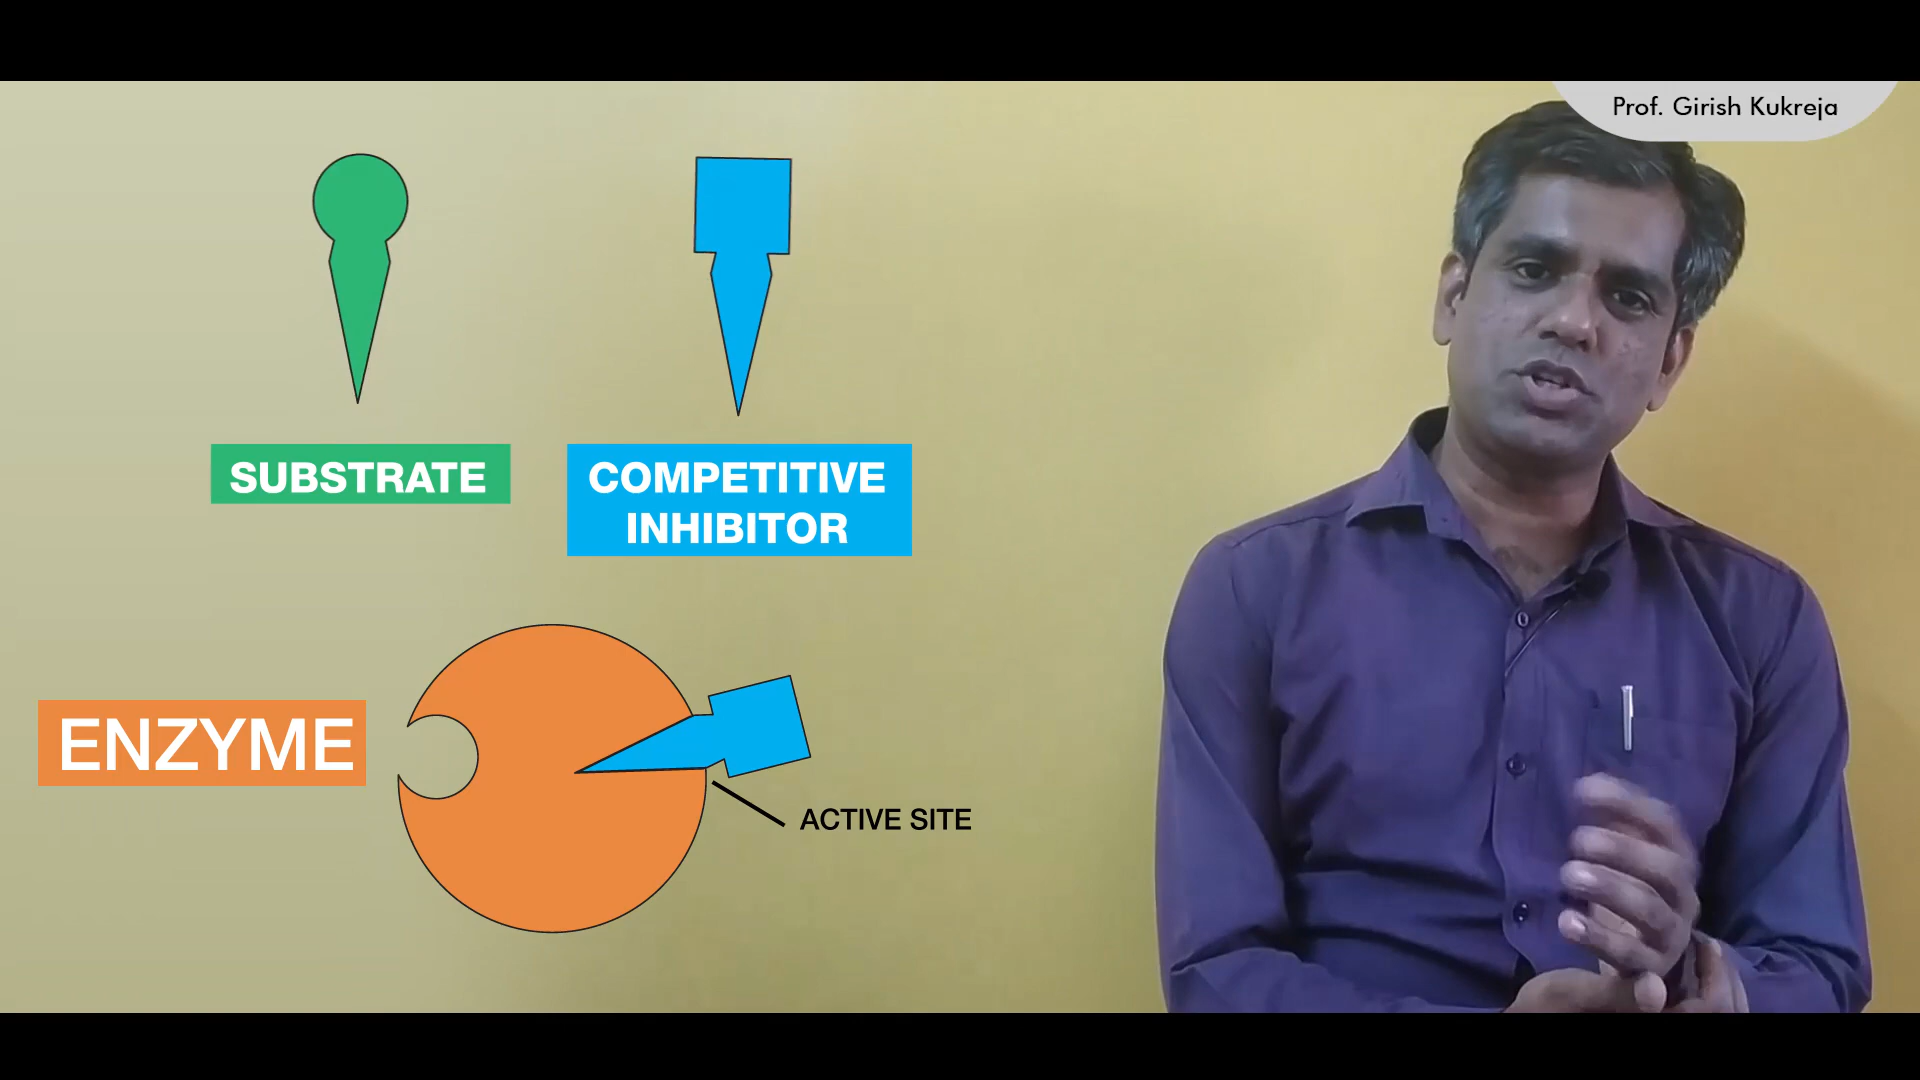 Prof. Girish Kukreja
SUBSTRATE
COMPETITIVE
INHIBITOR
ENZYME
ACTIVE SITE